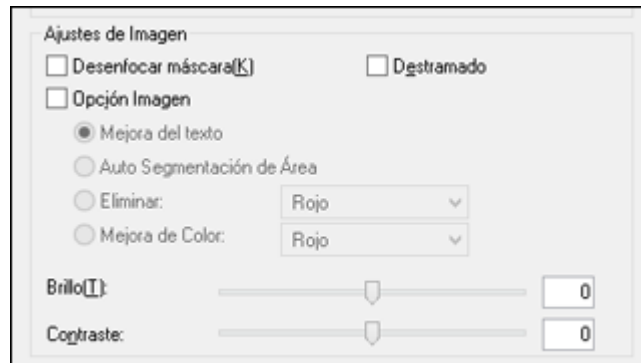 Ajustes de Imagen
Desenfocar máscara(K) Destramado
Opción Imagen
Mejora del texto
Auto Segmentación de Área
Eliminar: Rojo
Mejora de Color: Rojo
Brillo(T): 0
Contraste: 0